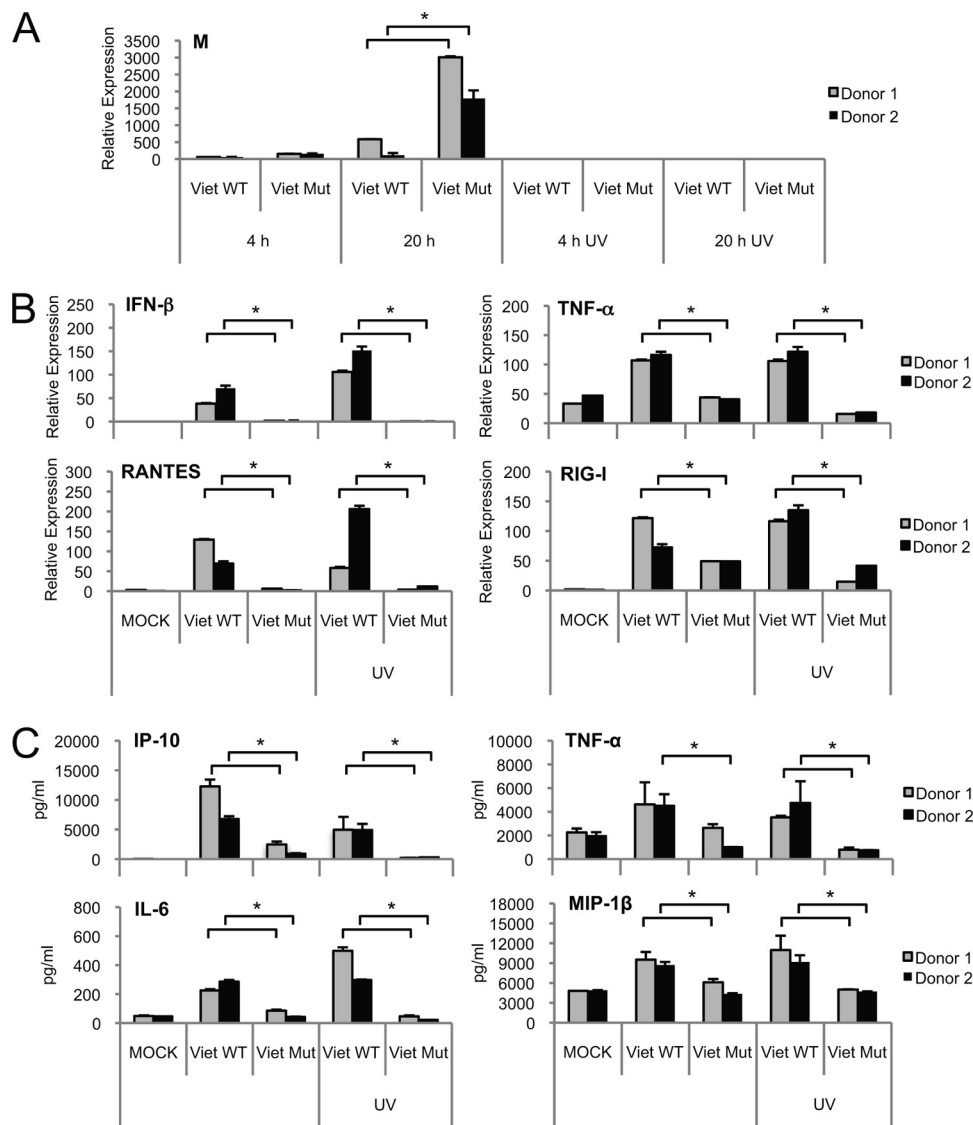 A
M
*
Relative Expression
3500
3000
2500
2000
1500
1000
500
0
Donor 1
Donor 2
Viet WT Viet Mut Viet WT Viet Mut Viet WT Viet Mut Viet WT Viet Mut
4 h 20 h 4 h UV 20 h UV
B
IFN-β
* *
Relative Expression
250
200
150
100
50
0
TNF-α
* *
Relative Expression
200
150
100
50
0
Donor 1
Donor 2
RANTES
* *
Relative Expression
300
250
200
150
100
50
0
MOCK Viet WT Viet Mut Viet WT Viet Mut
UV
RIG-I
* *
Relative Expression
200
150
100
50
0
MOCK Viet WT Viet Mut Viet WT Viet Mut
UV
C
IP-10
* *
pg/ml
20000
15000
10000
5000
0
TNF-α
* *
pg/ml
10000
8000
6000
4000
2000
0
Donor 1
Donor 2
IL-6
* *
pg/ml
800
600
400
200
0
MOCK Viet WT Viet Mut Viet WT Viet Mut
UV
MIP-1β
* *
pg/ml
18000
15000
12000
9000
6000
3000
0
Donor 1
Donor 2
MOCK Viet WT Viet Mut Viet WT Viet Mut
UV